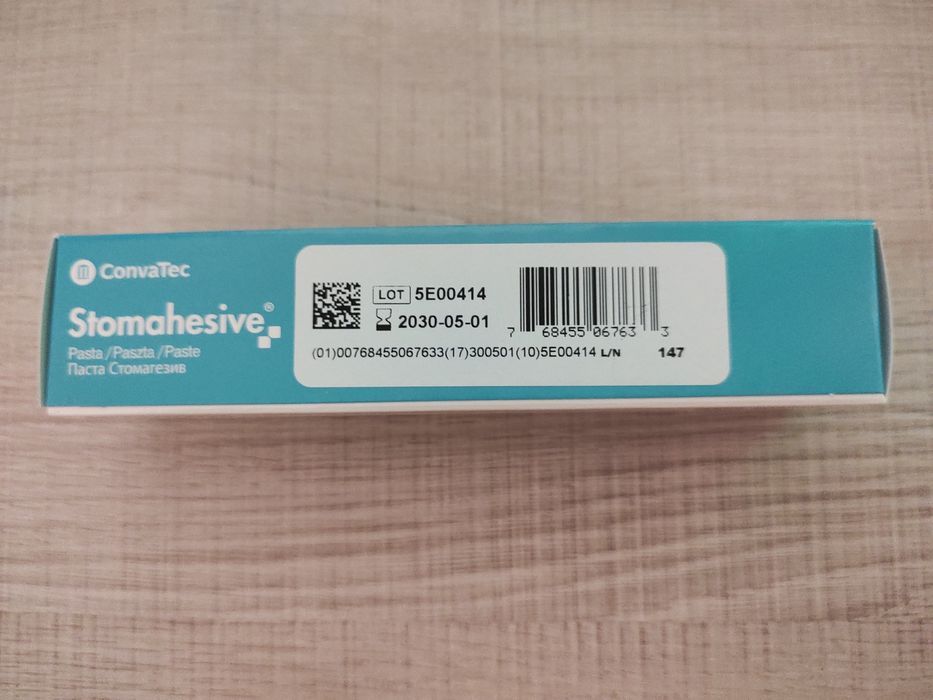 ConvaTec
Stomahesive®
Pasta /Paszta /Paste
Паста Стомагезив
LOT 5E00414
2030-05-01
7 68455 06763 3
(01)00768455067633(17)300501(10)5E00414 L/N 147